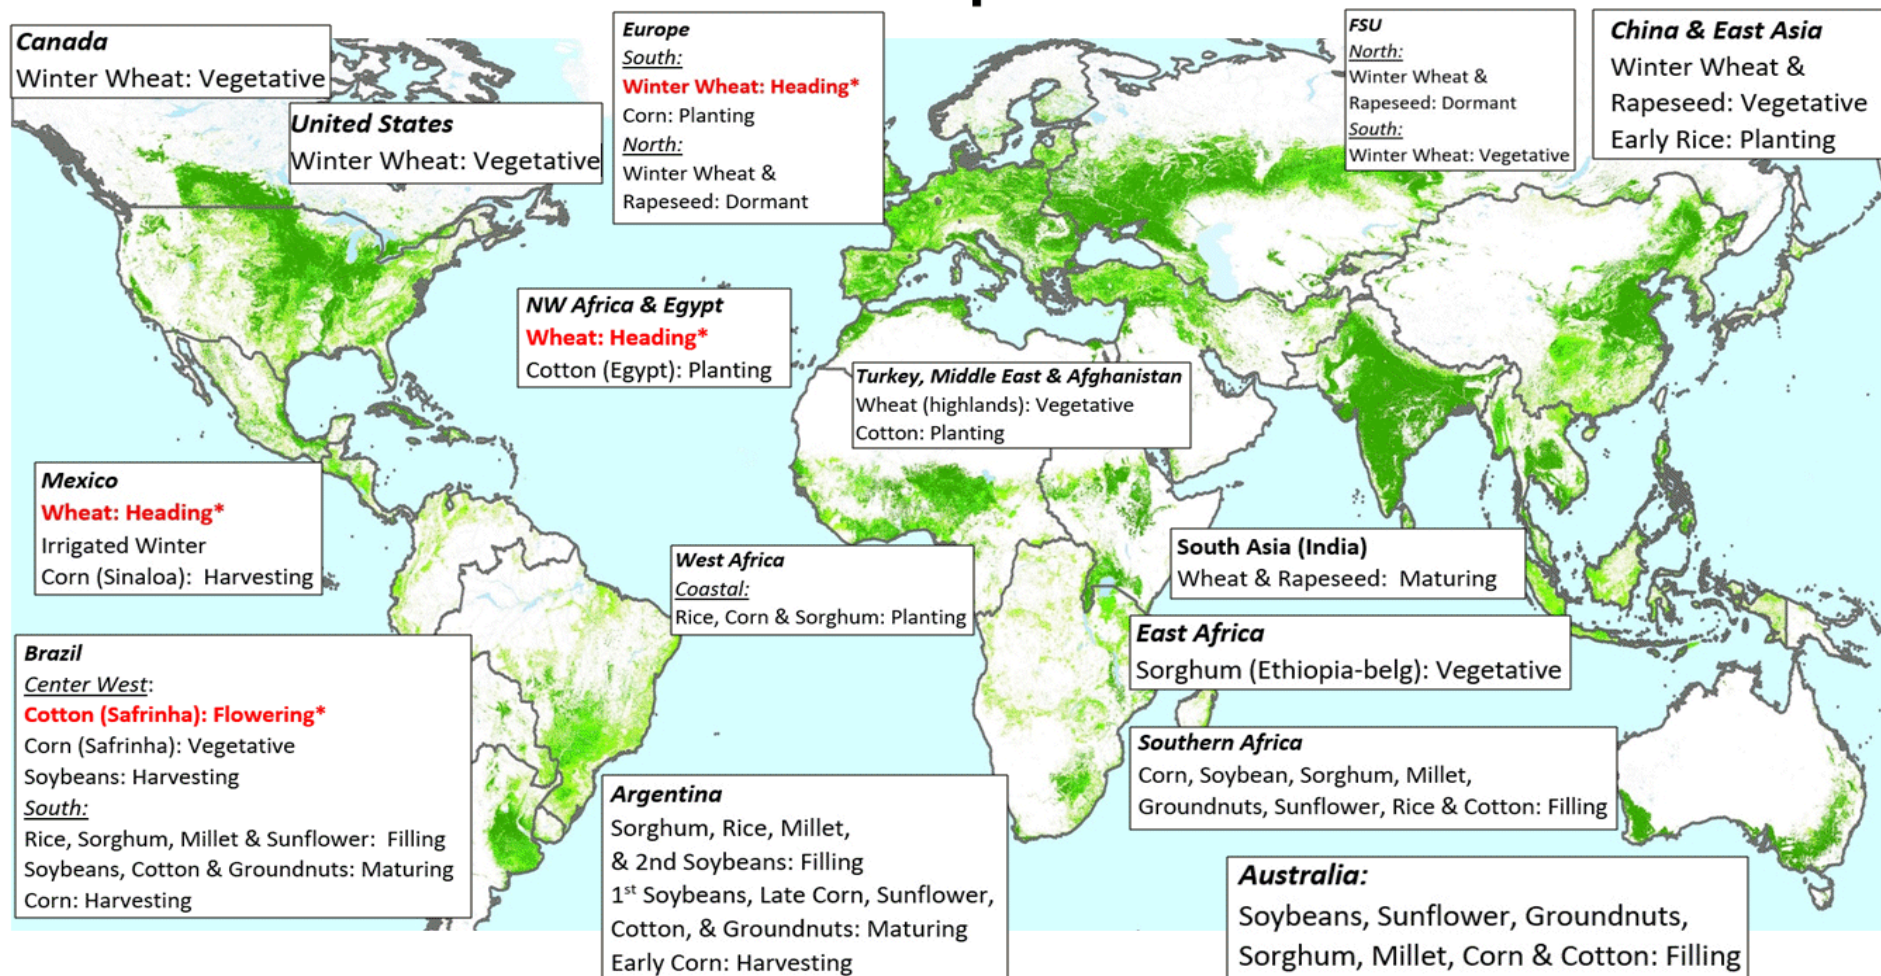 Canada
Winter Wheat: Vegetative
United States
Winter Wheat: Vegetative
Europe
South:
Winter Wheat: Heading*
Corn: Planting
North:
Winter Wheat &
Rapeseed: Dormant
FSU
North:
Winter Wheat &
Rapeseed: Dormant
South:
Winter Wheat: Vegetative
China & East Asia
Winter Wheat &
Rapeseed: Vegetative
Early Rice: Planting
NW Africa & Egypt
Wheat: Heading*
Cotton (Egypt): Planting
Turkey, Middle East & Afghanistan
Wheat (highlands): Vegetative
Cotton: Planting
Mexico
Wheat: Heading*
Irrigated Winter
Corn (Sinaloa): Harvesting
West Africa
Coastal:
Rice, Corn & Sorghum: Planting
South Asia (India)
Wheat & Rapeseed: Maturing
East Africa
Sorghum (Ethiopia-belg): Vegetative
Brazil
Center West:
Cotton (Safrinha): Flowering*
Corn (Safrinha): Vegetative
Soybeans: Harvesting
South:
Rice, Sorghum, Millet & Sunflower: Filling
Soybeans, Cotton & Groundnuts: Maturing
Corn: Harvesting
Argentina
Sorghum, Rice, Millet,
& 2nd Soybeans: Filling
1st Soybeans, Late Corn, Sunflower,
Cotton, & Groundnuts: Maturing
Early Corn: Harvesting
Southern Africa
Corn, Soybean, Sorghum, Millet,
Groundnuts, Sunflower, Rice & Cotton: Filling
Australia:
Soybeans, Sunflower, Groundnuts,
Sorghum, Millet, Corn & Cotton: Filling